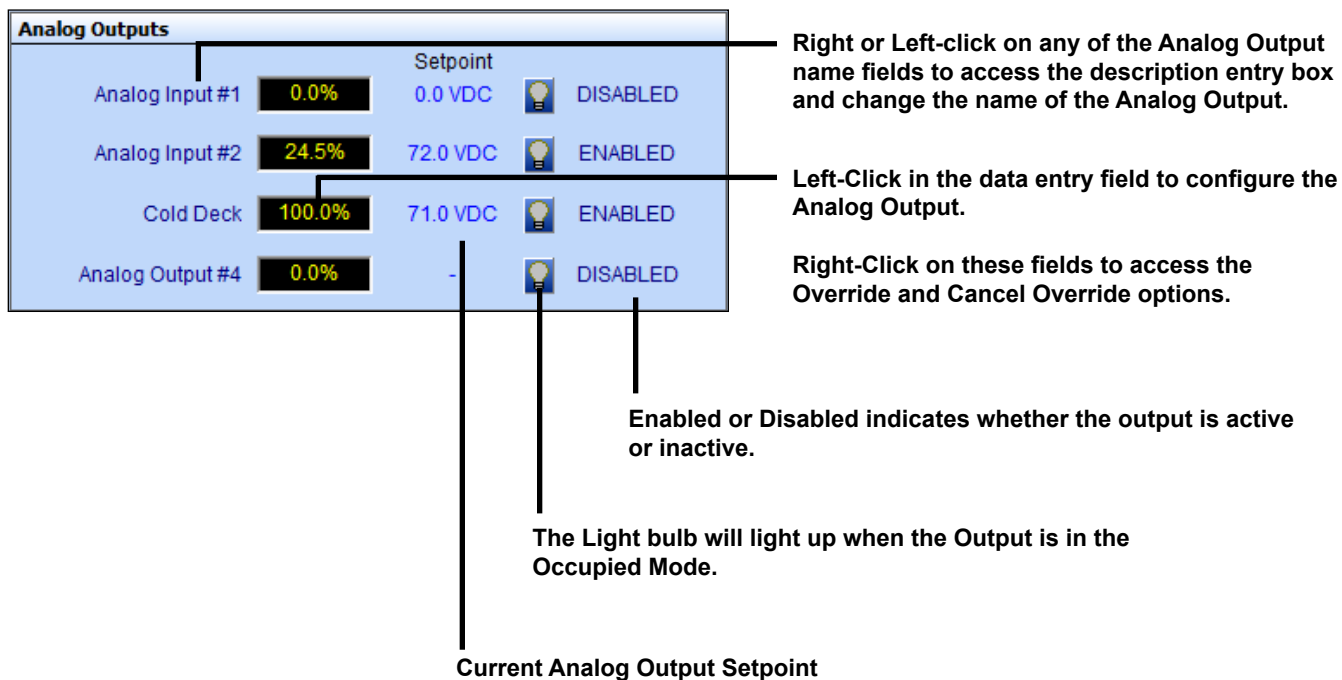 Analog Outputs
Setpoint
Analog Input #1 0.0% 0.0 VDC DISABLED
Analog Input #2 24.5% 72.0 VDC ENABLED
Cold Deck 100.0% 71.0 VDC ENABLED
Analog Output #4 0.0% - DISABLED
Right or Left-click on any of the Analog Output
name fields to access the description entry box
and change the name of the Analog Output.
Left-Click in the data entry field to configure the
Analog Output.
Right-Click on these fields to access the
Override and Cancel Override options.
Enabled or Disabled indicates whether the output is active
or inactive.
The Light bulb will light up when the Output is in the
Occupied Mode.
Current Analog Output Setpoint